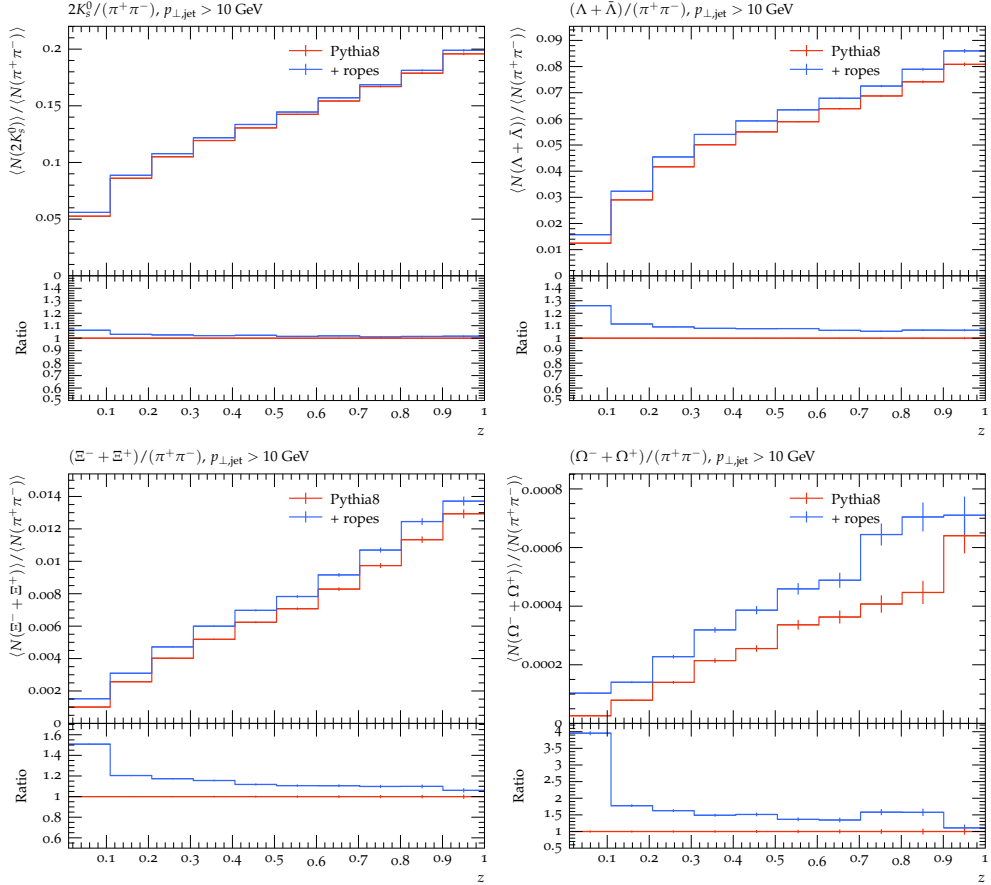 2K_s^0/(π⁺π⁻), p_⊥,jet > 10 GeV
⟨N(2K_s^0)⟩/⟨N(π⁺π⁻)⟩
0.2
0.15
0.1
0.05
0
Pythia8
+ ropes
Ratio
1.4
1.3
1.2
1.1
1
0.9
0.8
0.7
0.6
0.5
0.1 0.2 0.3 0.4 0.5 0.6 0.7 0.8 0.9 1
z
(Λ + Λ̄)/(π⁺π⁻), p_⊥,jet > 10 GeV
⟨N(Λ + Λ̄)⟩/⟨N(π⁺π⁻)⟩
0.09
0.08
0.07
0.06
0.05
0.04
0.03
0.02
0.01
0
Pythia8
+ ropes
Ratio
1.4
1.3
1.2
1.1
1
0.9
0.8
0.7
0.6
0.5
0.1 0.2 0.3 0.4 0.5 0.6 0.7 0.8 0.9 1
z
(Ξ⁻ + Ξ⁺)/(π⁺π⁻), p_⊥,jet > 10 GeV
⟨N(Ξ⁻ + Ξ⁺)⟩/⟨N(π⁺π⁻)⟩
0.014
0.012
0.01
0.008
0.006
0.004
0.002
0
Pythia8
+ ropes
Ratio
1.6
1.4
1.2
1
0.8
0.6
0.1 0.2 0.3 0.4 0.5 0.6 0.7 0.8 0.9 1
z
(Ω⁻ + Ω⁺)/(π⁺π⁻), p_⊥,jet > 10 GeV
⟨N(Ω⁻ + Ω⁺)⟩/⟨N(π⁺π⁻)⟩
0.0008
0.0006
0.0004
0.0002
0
Pythia8
+ ropes
Ratio
4
3.5
3
2.5
2
1.5
1
0.1 0.2 0.3 0.4 0.5 0.6 0.7 0.8 0.9 1
z